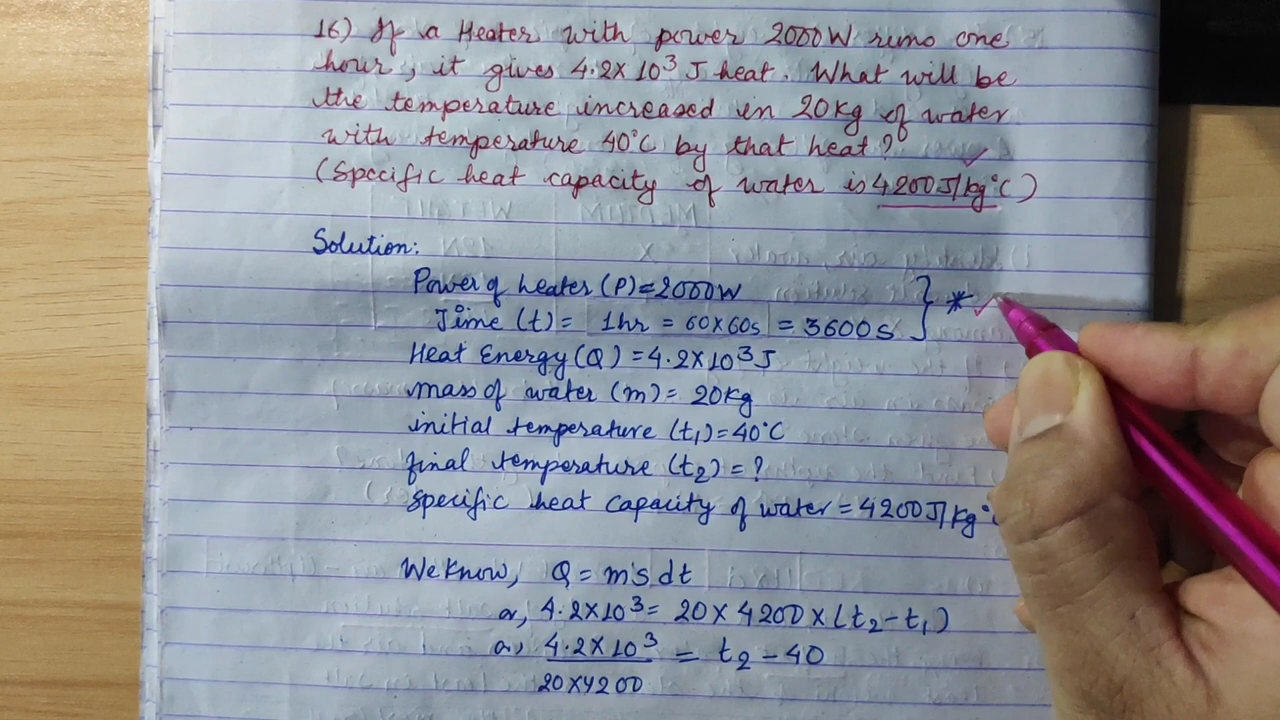 16) If a Heater with power 2000W runs one
hour, it gives 4.2×10³ J heat. What will be
the temperature increased in 20kg of water
with temperature 40°C by that heat?
(Specific heat capacity of water is 4200J/kg°C)
Solution:
Power of heater (P)=2000W
Time (t)= 1hr = 60×60s = 3600s } *
Heat Energy (Q) = 4.2×10³J
mass of water (m)= 20kg
initial temperature (t₁)=40°C
final temperature (t₂)= ?
specific heat capacity of water = 4200J/kg°C
We know, Q = msdt
or, 4.2×10³ = 20×4200×(t₂-t₁)
or, 4.2×10³ = t₂-40
20×4200